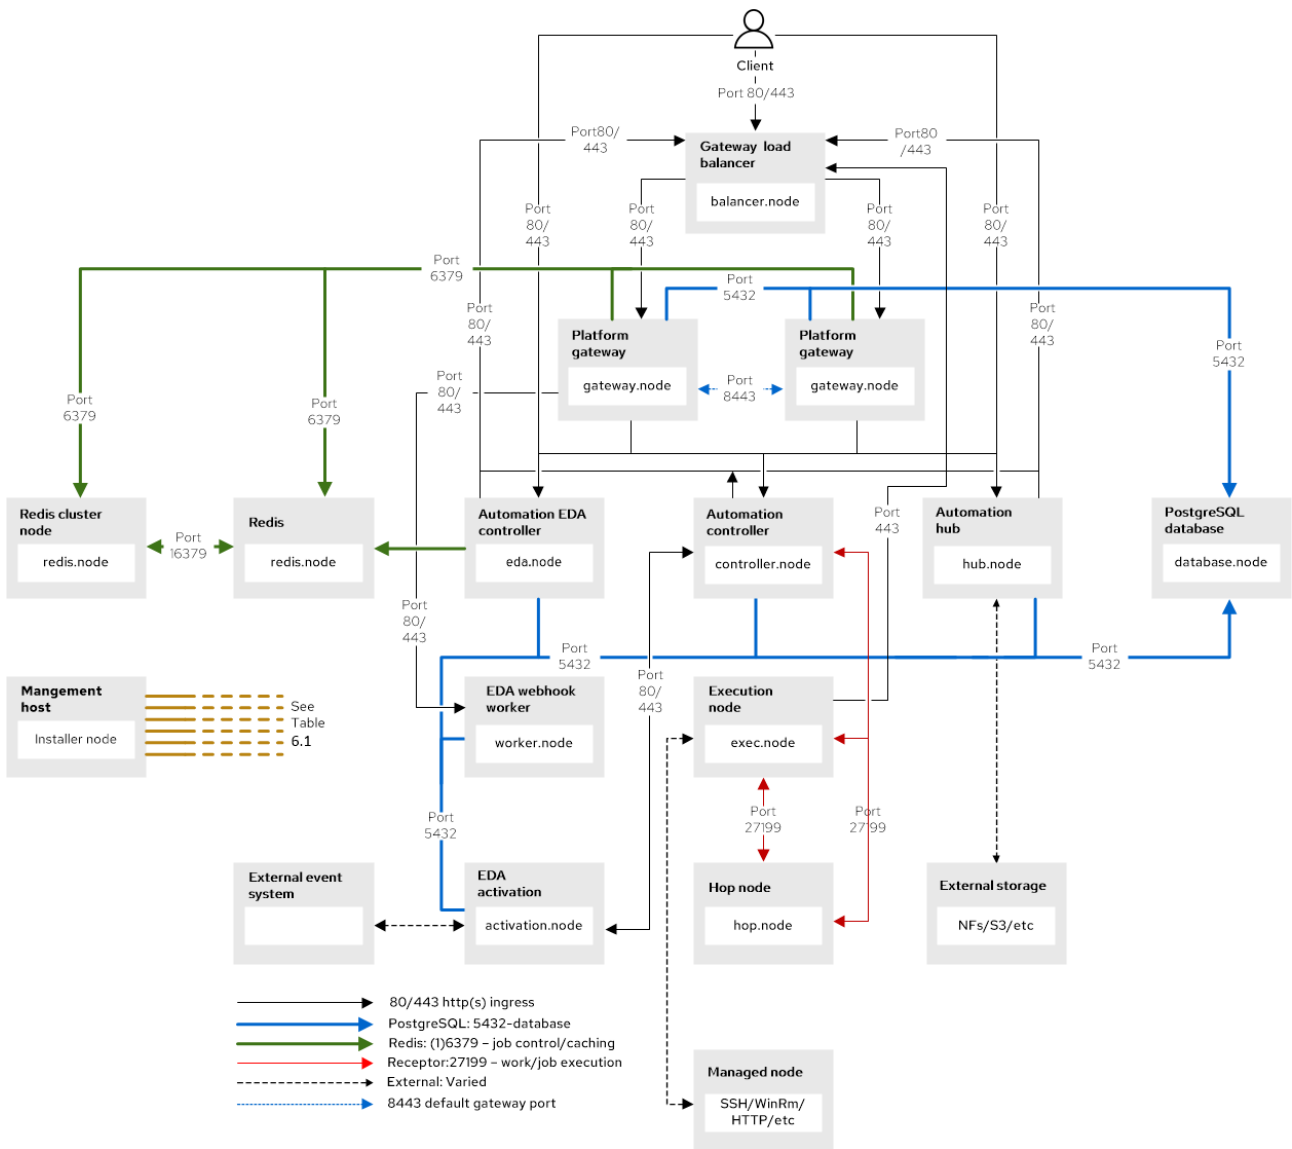 Client
Port 80/443
Port80/
443
Port80
/443
Gateway  load
balancer
balancer.node
Port
80/
443
Port
80/
443
Port
80/
443
Port
80/
443
Port
6379
Port
5432
Port
80/
443
Port
80/
443
Platform
gateway
gateway.node
Platform
gateway
gateway.node
Port
8443
Port
5432
Port
80/
443
Port
6379
Port
6379
Redis cluster
node
redis.node
Port
16379
Redis
redis.node
Automation EDA
controller
eda.node
Automation
controller
controller.node
Port
443
Automation
hub
hub.node
PostgreSQL
database
database.node
Port
80/
443
Port
5432
Port
5432
Mangement
host
Installer node
See
Table
6.1
EDA webhook
worker
worker.node
Port
80/
443
Execution
node
exec.node
Port
5432
Port
27199
Port
27199
External event
system
EDA
activation
activation.node
Hop node
hop.node
External storage
NFs/S3/etc
80/443 http(s) ingress
PostgreSQL: 5432-database
Redis: (1)6379 – job control/caching
Receptor:27199 – work/job execution
External: Varied
8443 default gateway port
Managed node
SSH/WinRm/
HTTP/etc